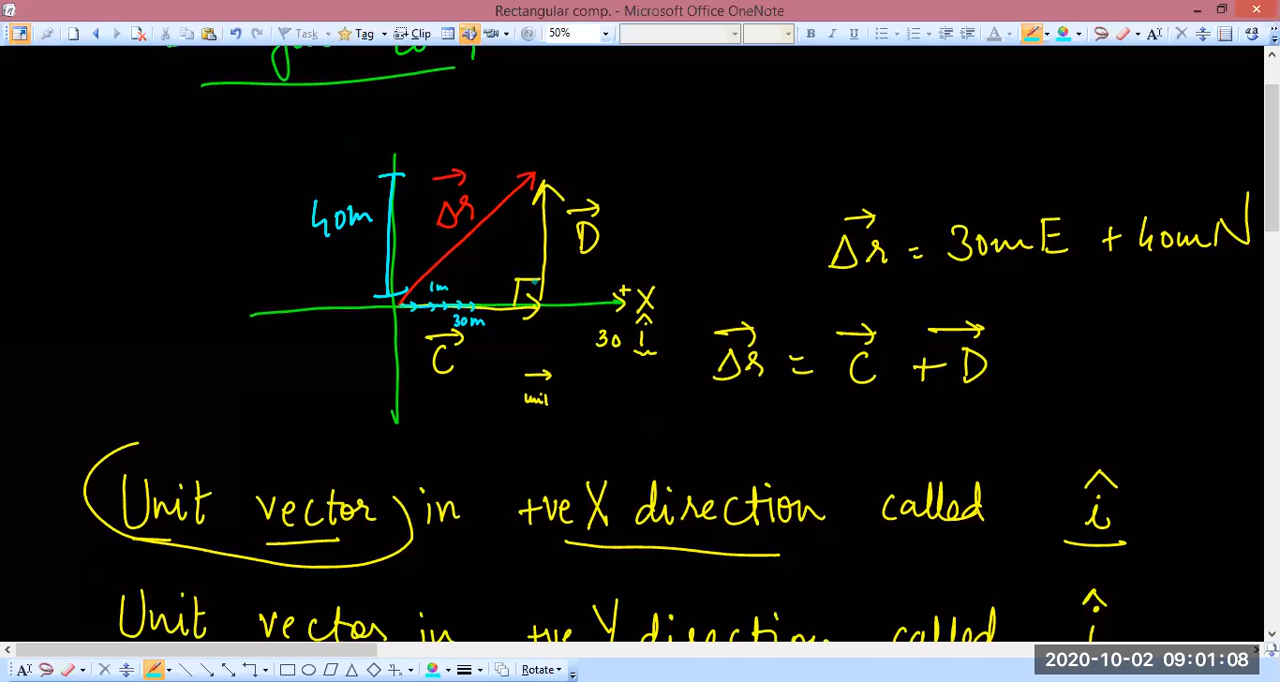 Rectangular comp. - Microsoft Office OneNote
Task Tag Clip 50% B I U A
40m Δr D
Δr = 30m E + 40m N
1m + X
30m 30 i
C Δr = C + D
unit
Unit vector in +ve X direction called î
Unit vector in +ve Y direction called
Rotate
2020-10-02 09:01:08